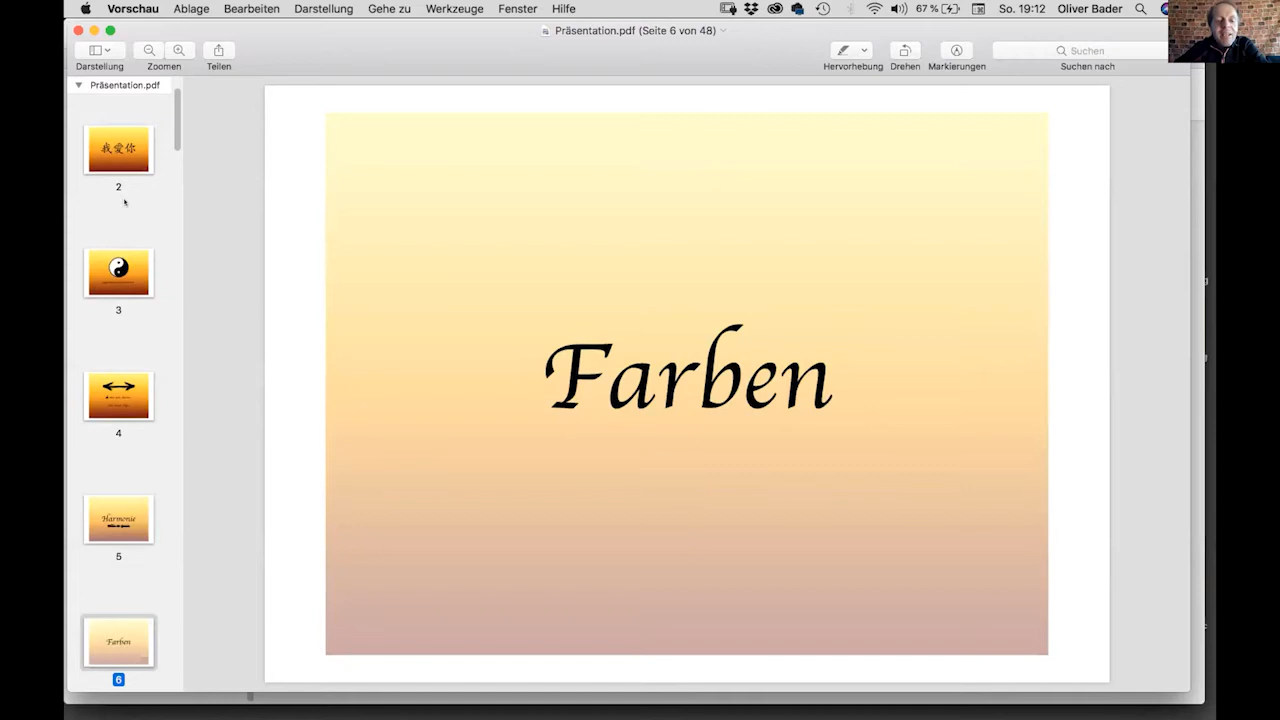 Vorschau Ablage Bearbeiten Darstellung Gehe zu Werkzeuge Fenster Hilfe 67 % So. 19:12 Oliver Bader
Präsentation.pdf (Seite 6 von 48)
Suchen
Darstellung Zoomen Teilen Hervorhebung Drehen Markierungen Suchen nach
Präsentation.pdf
我愛你
2
3
4
Harmonie
5
Farben
6
Farben